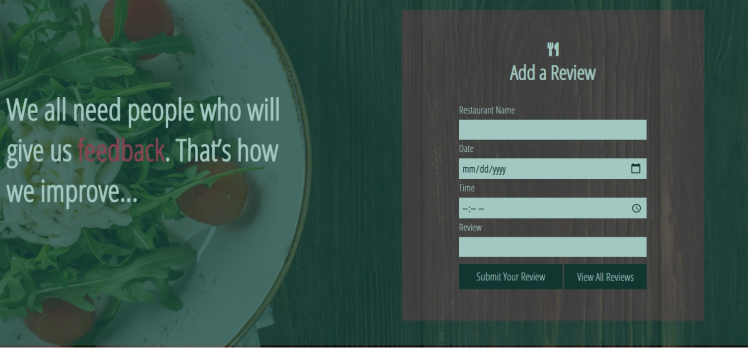 We all need people who will
give us feedback. That's how
we improve...
Add a Review
Restaurant Name
Date
mm/dd/yyyy
Time
--:-- --
Review
Submit Your Review
View All Reviews